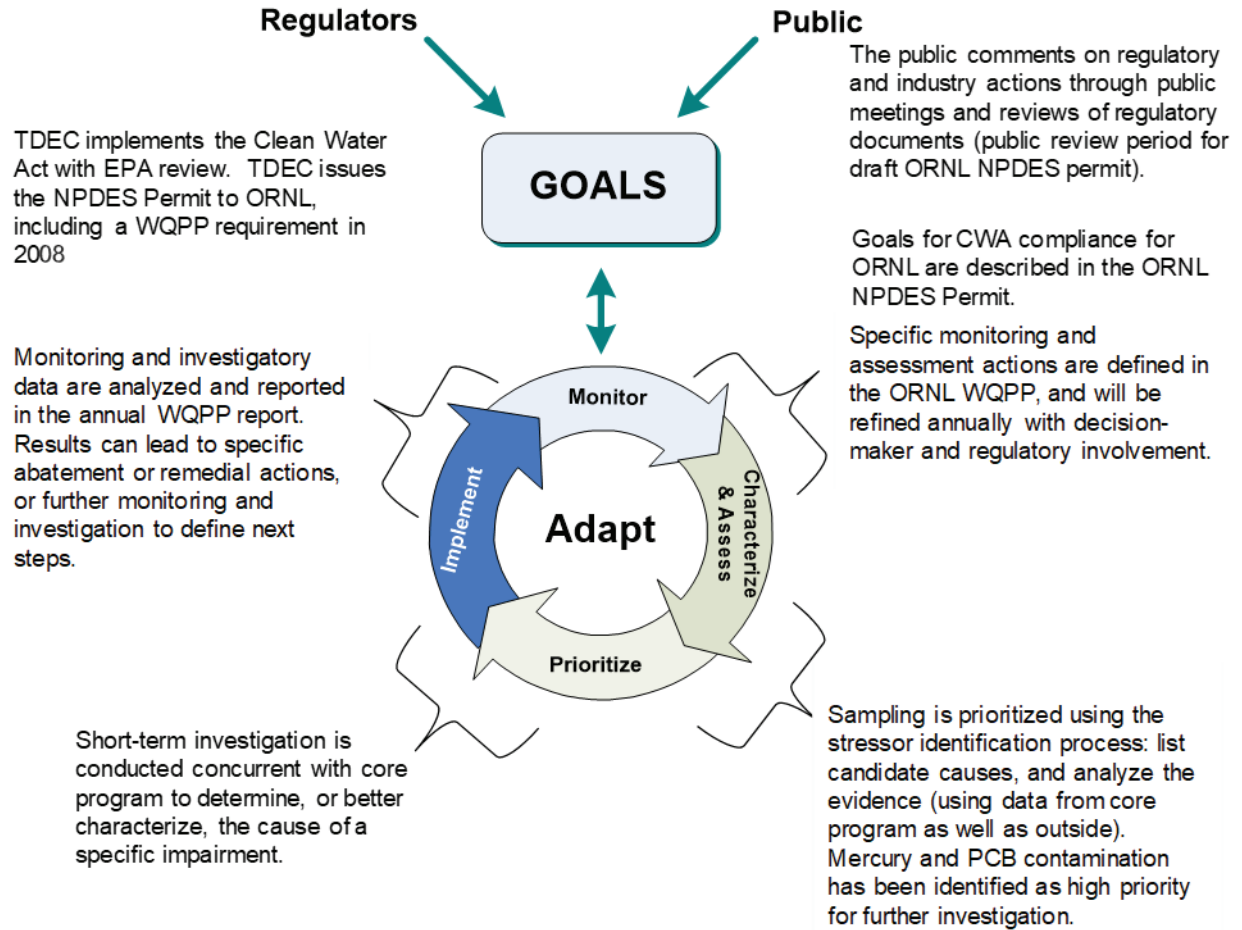 Regulators
Public
The public comments on regulatory
and industry actions through public
meetings and reviews of regulatory
documents (public review period for
draft ORNL NPDES permit).
TDEC implements the Clean Water
Act with EPA review. TDEC issues
the NPDES Permit to ORNL,
including a WQPP requirement in
2008
GOALS
Goals for CWA compliance for
ORNL are described in the ORNL
NPDES Permit.
Monitoring and investigatory
data are analyzed and reported
in the annual WQPP report.
Results can lead to specific
abatement or remedial actions,
or further monitoring and
investigation to define next
steps.
Specific monitoring and
assessment actions are defined in
the ORNL WQPP, and will be
refined annually with decision-
maker and regulatory involvement.
Monitor
Characterize
& Assess
Prioritize
Implement
Adapt
Short-term investigation is
conducted concurrent with core
program to determine, or better
characterize, the cause of a
specific impairment.
Sampling is prioritized using the
stressor identification process: list
candidate causes, and analyze the
evidence (using data from core
program as well as outside).
Mercury and PCB contamination
has been identified as high priority
for further investigation.